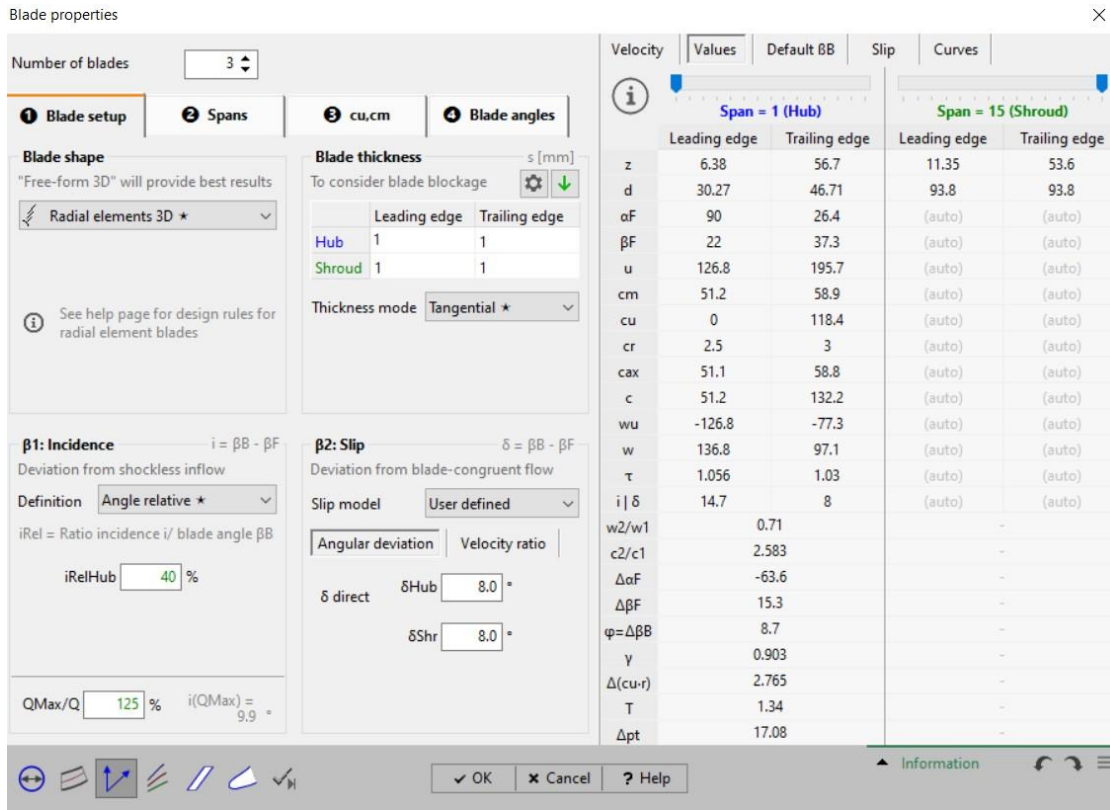 Blade properties
Number of blades 3
1 Blade setup 2 Spans 3 cu,cm 4 Blade angles
Blade shape
"Free-form 3D" will provide best results
Radial elements 3D ★
See help page for design rules for
radial element blades
Blade thickness s [mm]
To consider blade blockage
Leading edge Trailing edge
Hub 1 1
Shroud 1 1
Thickness mode Tangential ★
β1: Incidence i = βB - βF
Deviation from shockless inflow
Definition Angle relative ★
iRel = Ratio incidence i/ blade angle βB
iRelHub 40 %
QMax/Q 125 % i(QMax) =
9.9 °
β2: Slip δ = βB - βF
Deviation from blade-congruent flow
Slip model User defined
Angular deviation Velocity ratio
δ direct δHub 8.0 °
δShr 8.0 °
OK Cancel ? Help
Velocity Values Default ßB Slip Curves
Span = 1 (Hub) Span = 15 (Shroud)
Leading edge Trailing edge Leading edge Trailing edge
z 6.38 56.7 11.35 53.6
d 30.27 46.71 93.8 93.8
αF 90 26.4 (auto) (auto)
βF 22 37.3 (auto) (auto)
u 126.8 195.7 (auto) (auto)
cm 51.2 58.9 (auto) (auto)
cu 0 118.4 (auto) (auto)
cr 2.5 3 (auto) (auto)
cax 51.1 58.8 (auto) (auto)
c 51.2 132.2 (auto) (auto)
wu -126.8 -77.3 (auto) (auto)
w 136.8 97.1 (auto) (auto)
τ 1.056 1.03 (auto) (auto)
i | δ 14.7 8 (auto) (auto)
w2/w1 0.71 -
c2/c1 2.583 -
ΔαF -63.6 -
ΔβF 15.3 -
φ=ΔβB 8.7 -
γ 0.903 -
Δ(cu·r) 2.765 -
T 1.34 -
Δpt 17.08 -
Information